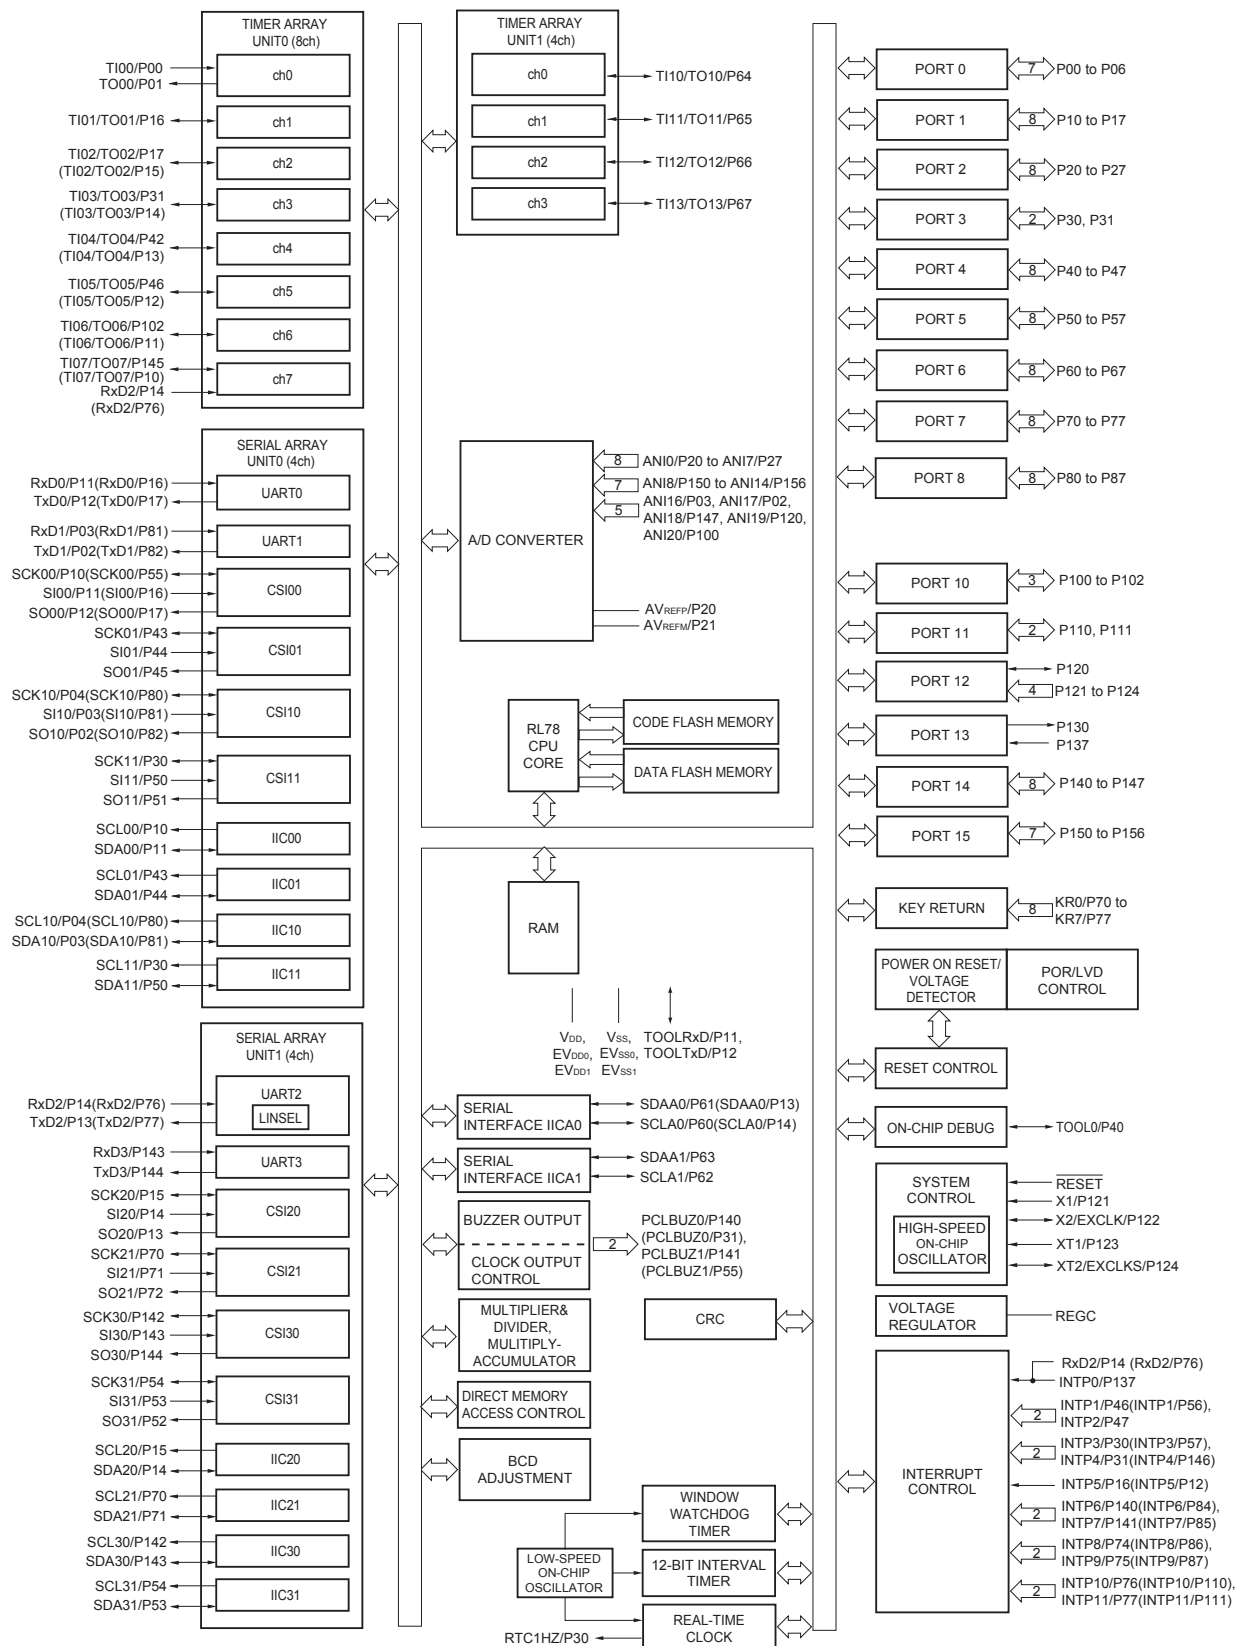 TIMER ARRAY
UNIT0 (8ch)
TI00/P00
TO00/P01
ch0
TI01/TO01/P16
ch1
TI02/TO02/P17
(TI02/TO02/P15)
ch2
TI03/TO03/P31
(TI03/TO03/P14)
ch3
TI04/TO04/P42
(TI04/TO04/P13)
ch4
TI05/TO05/P46
(TI05/TO05/P12)
ch5
TI06/TO06/P102
(TI06/TO06/P11)
ch6
TI07/TO07/P145
(TI07/TO07/P10)
RxD2/P14
(RxD2/P76)
ch7
SERIAL ARRAY
UNIT0 (4ch)
RxD0/P11(RxD0/P16)
TxD0/P12(TxD0/P17)
UART0
RxD1/P03(RxD1/P81)
TxD1/P02(TxD1/P82)
UART1
SCK00/P10(SCK00/P55)
SI00/P11(SI00/P16)
SO00/P12(SO00/P17)
CSI00
SCK01/P43
SI01/P44
SO01/P45
CSI01
SCK10/P04(SCK10/P80)
SI10/P03(SI10/P81)
SO10/P02(SO10/P82)
CSI10
SCK11/P30
SI11/P50
SO11/P51
CSI11
SCL00/P10
SDA00/P11
IIC00
SCL01/P43
SDA01/P44
IIC01
SCL10/P04(SCL10/P80)
SDA10/P03(SDA10/P81)
IIC10
SCL11/P30
SDA11/P50
IIC11
SERIAL ARRAY
UNIT1 (4ch)
RxD2/P14(RxD2/P76)
TxD2/P13(TxD2/P77)
UART2
LINSEL
RxD3/P143
TxD3/P144
UART3
SCK20/P15
SI20/P14
SO20/P13
CSI20
SCK21/P70
SI21/P71
SO21/P72
CSI21
SCK30/P142
SI30/P143
SO30/P144
CSI30
SCK31/P54
SI31/P53
SO31/P52
CSI31
SCL20/P15
SDA20/P14
IIC20
SCL21/P70
SDA21/P71
IIC21
SCL30/P142
SDA30/P143
IIC30
SCL31/P54
SDA31/P53
IIC31
TIMER ARRAY
UNIT1 (4ch)
ch0
TI10/TO10/P64
ch1
TI11/TO11/P65
ch2
TI12/TO12/P66
ch3
TI13/TO13/P67
A/D CONVERTER
8
ANI0/P20 to ANI7/P27
7
ANI8/P150 to ANI14/P156
5
ANI16/P03, ANI17/P02,
ANI18/P147, ANI19/P120,
ANI20/P100
AVREFP/P20
AVREFM/P21
RL78
CPU
CORE
CODE FLASH MEMORY
DATA FLASH MEMORY
RAM
VDD,
EVDD0,
EVDD1
VSS,
EVSS0,
EVSS1
TOOLRxD/P11,
TOOLTxD/P12
SERIAL
INTERFACE IICA0
SDAA0/P61(SDAA0/P13)
SCLA0/P60(SCLA0/P14)
SERIAL
INTERFACE IICA1
SDAA1/P63
SCLA1/P62
BUZZER OUTPUT
CLOCK OUTPUT
CONTROL
2
PCLBUZ0/P140
(PCLBUZ0/P31),
PCLBUZ1/P141
(PCLBUZ1/P55)
MULTIPLIER&
DIVIDER,
MULITIPLY-
ACCUMULATOR
CRC
DIRECT MEMORY
ACCESS CONTROL
BCD
ADJUSTMENT
LOW-SPEED
ON-CHIP
OSCILLATOR
WINDOW
WATCHDOG
TIMER
12-BIT INTERVAL
TIMER
REAL-TIME
CLOCK
RTC1HZ/P30
PORT 0
7
P00 to P06
PORT 1
8
P10 to P17
PORT 2
8
P20 to P27
PORT 3
2
P30, P31
PORT 4
8
P40 to P47
PORT 5
8
P50 to P57
PORT 6
8
P60 to P67
PORT 7
8
P70 to P77
PORT 8
8
P80 to P87
PORT 10
3
P100 to P102
PORT 11
2
P110, P111
PORT 12
P120
4
P121 to P124
PORT 13
P130
P137
PORT 14
8
P140 to P147
PORT 15
7
P150 to P156
KEY RETURN
8
KR0/P70 to
KR7/P77
POWER ON RESET/
VOLTAGE
DETECTOR
POR/LVD
CONTROL
RESET CONTROL
ON-CHIP DEBUG
TOOL0/P40
SYSTEM
CONTROL
HIGH-SPEED
ON-CHIP
OSCILLATOR
RESET
X1/P121
X2/EXCLK/P122
XT1/P123
XT2/EXCLKS/P124
VOLTAGE
REGULATOR
REGC
INTERRUPT
CONTROL
RxD2/P14 (RxD2/P76)
INTP0/P137
2
INTP1/P46(INTP1/P56),
INTP2/P47
2
INTP3/P30(INTP3/P57),
INTP4/P31(INTP4/P146)
INTP5/P16(INTP5/P12)
2
INTP6/P140(INTP6/P84),
INTP7/P141(INTP7/P85)
2
INTP8/P74(INTP8/P86),
INTP9/P75(INTP9/P87)
2
INTP10/P76(INTP10/P110),
INTP11/P77(INTP11/P111)